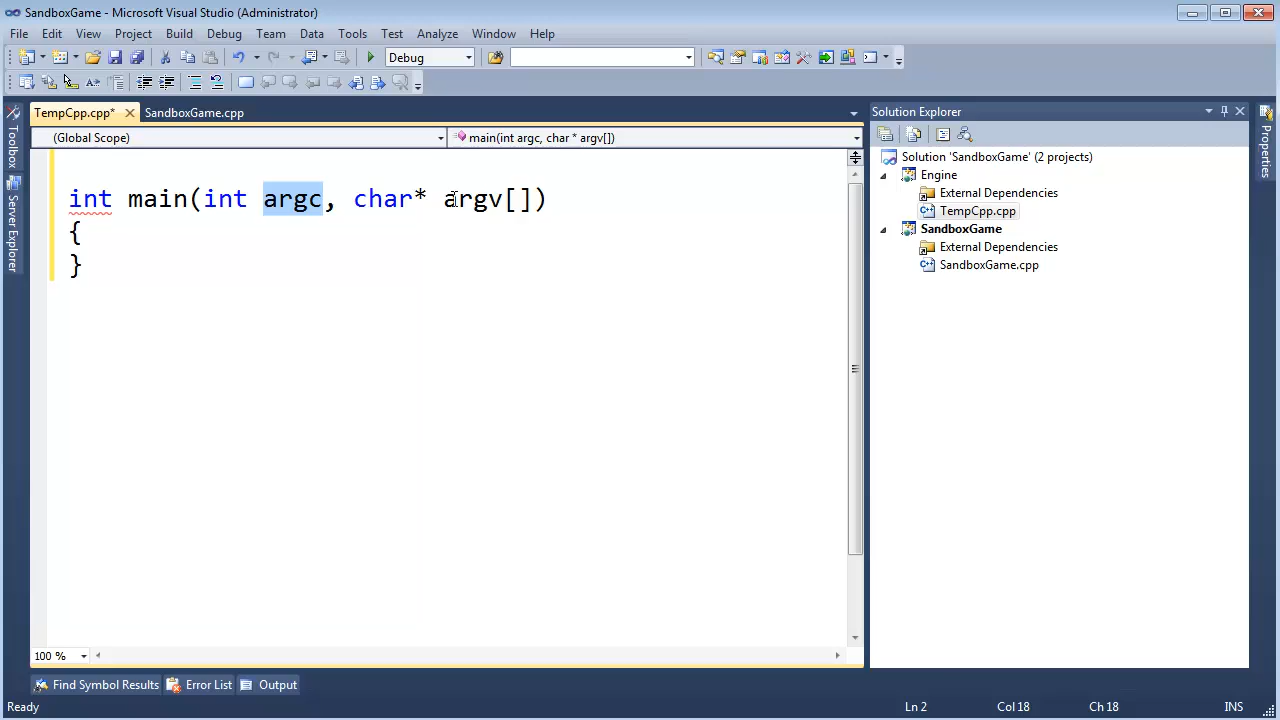 SandboxGame - Microsoft Visual Studio (Administrator)
File Edit View Project Build Debug Team Data Tools Test Analyze Window Help
Debug
TempCpp.cpp* SandboxGame.cpp
(Global Scope) main(int argc, char * argv[])
int main(int argc, char* argv[])
{
}
100 %
Toolbox
Server Explorer
Solution Explorer
Solution 'SandboxGame' (2 projects)
Engine
External Dependencies
TempCpp.cpp
SandboxGame
External Dependencies
SandboxGame.cpp
Properties
Find Symbol Results Error List Output
Ready Ln 2 Col 18 Ch 18 INS